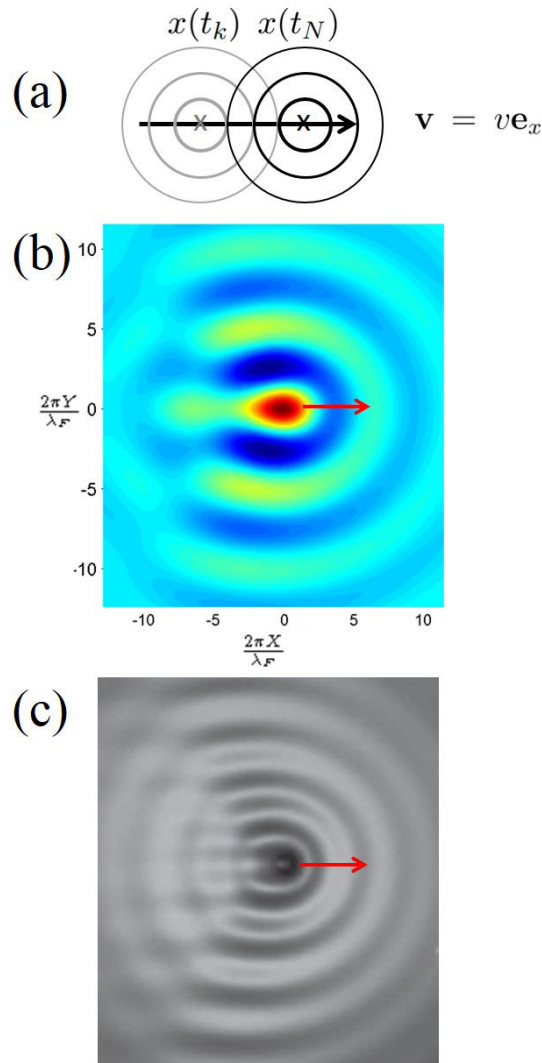 x(t_k) x(t_N)
(a)
x x
v = ve_x
(b)
10
5
2πY/λ_F 0
-5
-10
-10 -5 0 5 10
2πX/λ_F
(c)